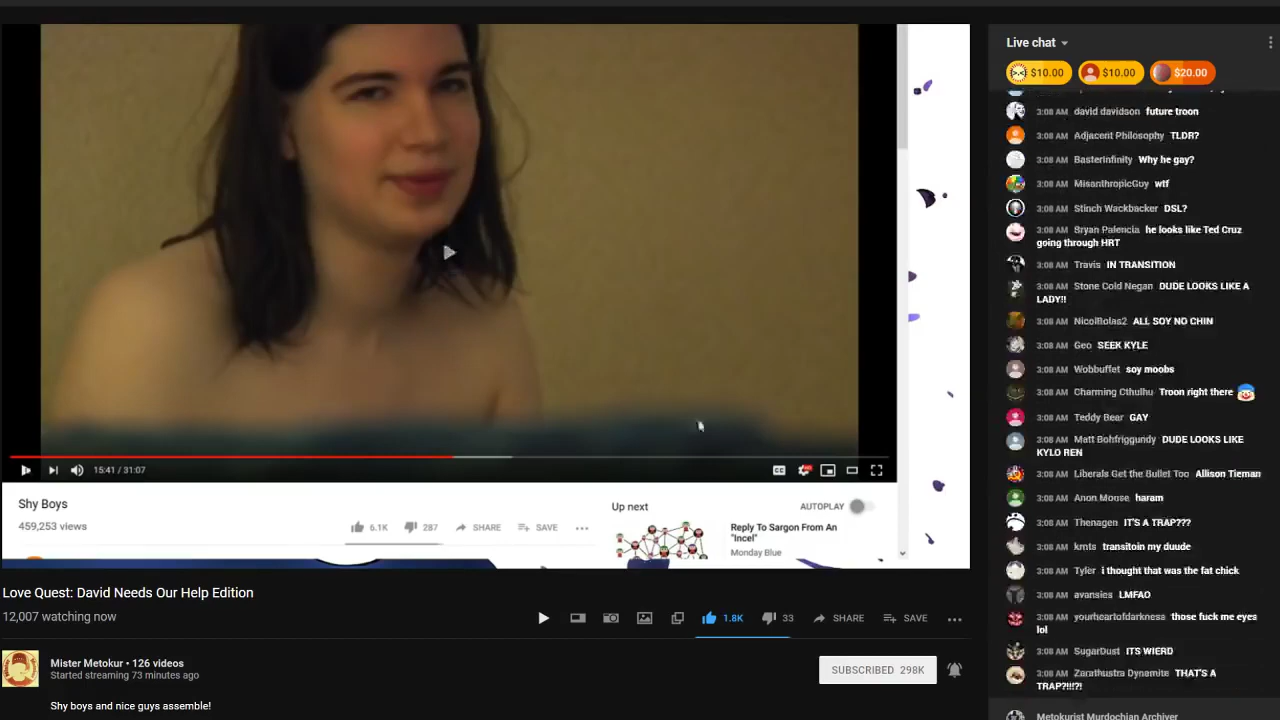 15:41 / 31:07
CC
Shy Boys
459,253 views
6.1K
287
SHARE
SAVE
Up next
AUTOPLAY
Reply To Sargon From An
"Incel"
Monday Blue
Love Quest: David Needs Our Help Edition
12,007 watching now
1.8K
33
SHARE
SAVE
Mister Metokur • 126 videos
Started streaming 73 minutes ago
SUBSCRIBED 298K
Shy boys and nice guys assemble!
Live chat
$10.00
$10.00
$20.00
3:08 AM david davidson future troon
3:08 AM Adjacent Philosophy TLDR?
3:08 AM Basterinfinity Why he gay?
3:08 AM MisanthropicGuy wtf
3:08 AM Stinch Wackbacker DSL?
3:08 AM Bryan Palencia he looks like Ted Cruz
going through HRT
3:08 AM Travis IN TRANSITION
3:08 AM Stone Cold Negan DUDE LOOKS LIKE A
LADY!!
3:08 AM NicolBolas2 ALL SOY NO CHIN
3:08 AM Geo SEEK KYLE
3:08 AM Wobbuffet soy moobs
3:08 AM Charming Cthulhu Troon right there
3:08 AM Teddy Bear GAY
3:08 AM Matt Bohfriggundy DUDE LOOKS LIKE
KYLO REN
3:08 AM Liberals Get the Bullet Too Allison Tieman
3:08 AM Anon Mouse haram
3:08 AM Thenagen IT'S A TRAP???
3:08 AM krnts transitoin my duude
3:08 AM Tyler i thought that was the fat chick
3:08 AM avansies LMFAO
3:08 AM yourheartofdarkness those fuck me eyes
lol
3:08 AM SugarDust ITS WIERD
3:08 AM Zarathustra Dynamite THAT'S A
TRAP?!!!?!
Metokurist Murdochian Archiver